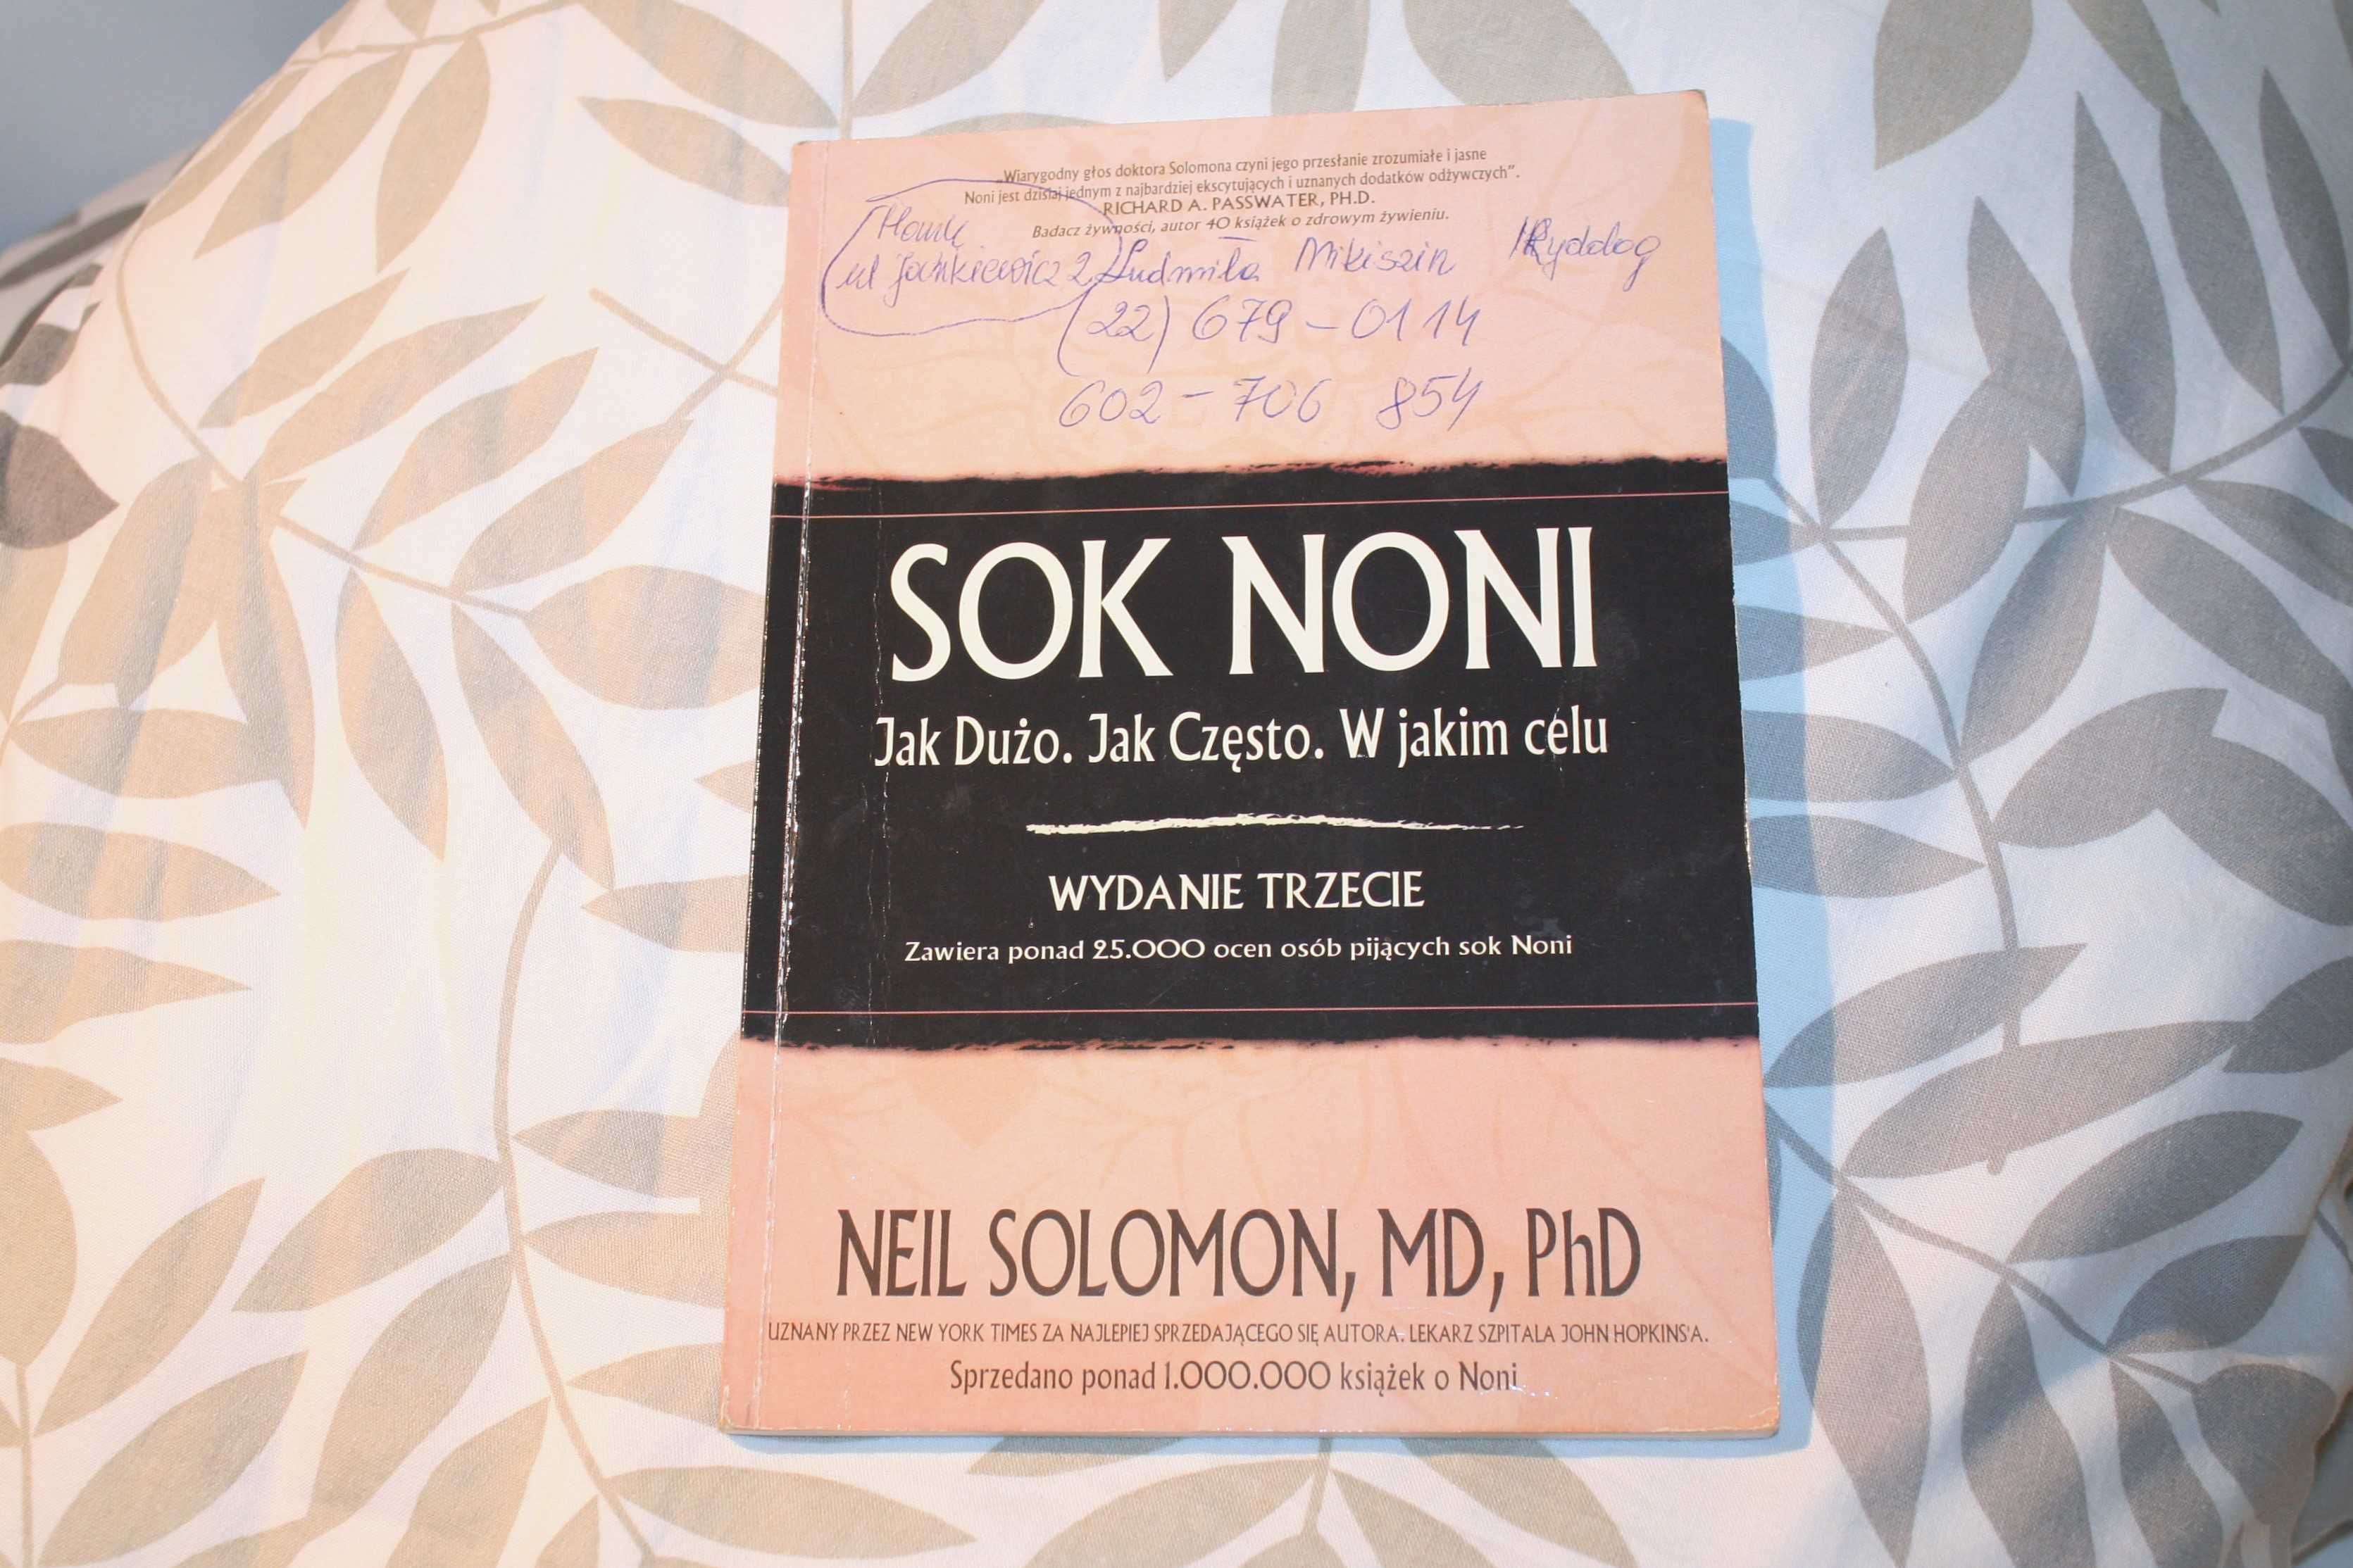 „Wiarygodny głos doktora Solomona czyni jego przesłanie zrozumiałe i jasne
Noni jest dzisiaj jednym z najbardziej ekscytujących i uznanych dodatków odżywczych”.
RICHARD A. PASSWATER, PH.D.
Badacz żywności, autor 40 książek o zdrowym żywieniu.
ul 2 Ludmiła Mikiszin
(22) 679-0114
602-706 854
SOK NONI
Jak Dużo. Jak Często. W jakim celu
WYDANIE TRZECIE
Zawiera ponad 25.000 ocen osób pijących sok Noni
NEIL SOLOMON, MD, PhD
UZNANY PRZEZ NEW YORK TIMES ZA NAJLEPIEJ SPRZEDAJĄCEGO SIĘ AUTORA. LEKARZ SZPITALA JOHN HOPKINS'A.
Sprzedano ponad 1.000.000 książek o Noni